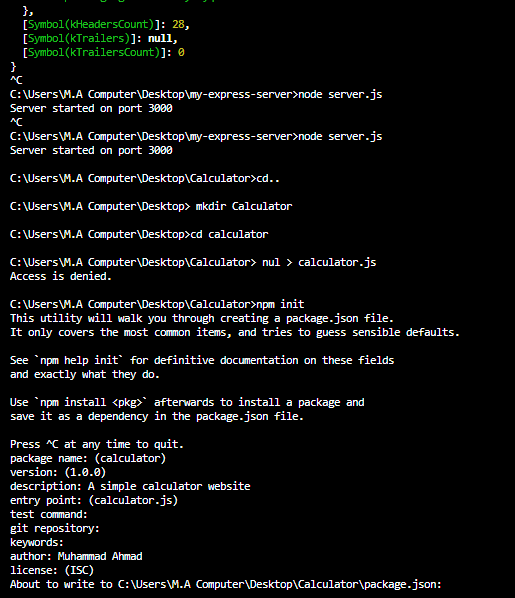 },
[Symbol(kHeadersCount)]: 28,
[Symbol(kTrailers)]: null,
[Symbol(kTrailersCount)]: 0
}
^C
C:\Users\M.A Computer\Desktop\my-express-server>node server.js
Server started on port 3000
^C
C:\Users\M.A Computer\Desktop\my-express-server>node server.js
Server started on port 3000
C:\Users\M.A Computer\Desktop\Calculator>cd..
C:\Users\M.A Computer\Desktop> mkdir Calculator
C:\Users\M.A Computer\Desktop>cd calculator
C:\Users\M.A Computer\Desktop\Calculator> nul > calculator.js
Access is denied.
C:\Users\M.A Computer\Desktop\Calculator>npm init
This utility will walk you through creating a package.json file.
It only covers the most common items, and tries to guess sensible defaults.
See `npm help init` for definitive documentation on these fields
and exactly what they do.
Use `npm install <pkg>` afterwards to install a package and
save it as a dependency in the package.json file.
Press ^C at any time to quit.
package name: (calculator)
version: (1.0.0)
description: A simple calculator website
entry point: (calculator.js)
test command:
git repository:
keywords:
author: Muhammad Ahmad
license: (ISC)
About to write to C:\Users\M.A Computer\Desktop\Calculator\package.json: